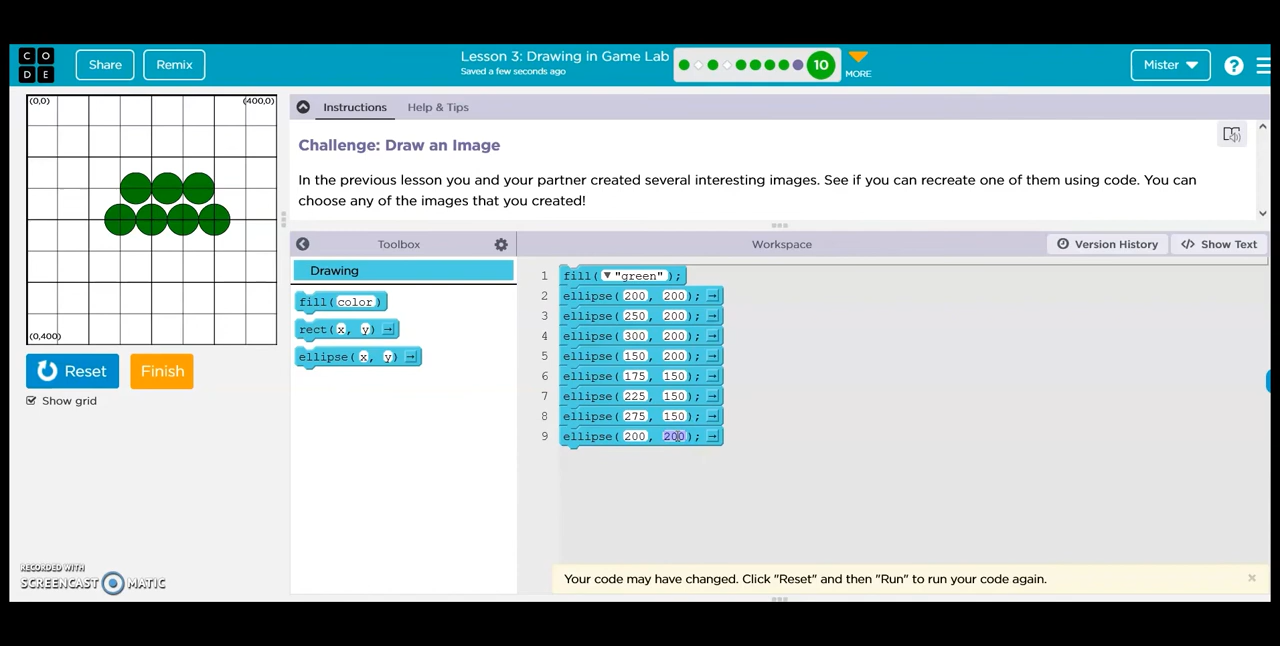 C O
D E
Share
Remix
Lesson 3: Drawing in Game Lab
Saved a few seconds ago
10
MORE
Mister
?
(0,0)
(400,0)
(0,400)
Reset
Finish
Show grid
Instructions
Help & Tips
Challenge: Draw an Image
In the previous lesson you and your partner created several interesting images. See if you can recreate one of them using code. You can
choose any of the images that you created!
Toolbox
Workspace
Version History
</> Show Text
Drawing
fill(color)
rect(x, y)
ellipse(x, y)
1 fill("green");
2 ellipse(200, 200);
3 ellipse(250, 200);
4 ellipse(300, 200);
5 ellipse(150, 200);
6 ellipse(175, 150);
7 ellipse(225, 150);
8 ellipse(275, 150);
9 ellipse(200, 200);
Your code may have changed. Click "Reset" and then "Run" to run your code again.
RECORDED WITH
SCREENCAST MATIC